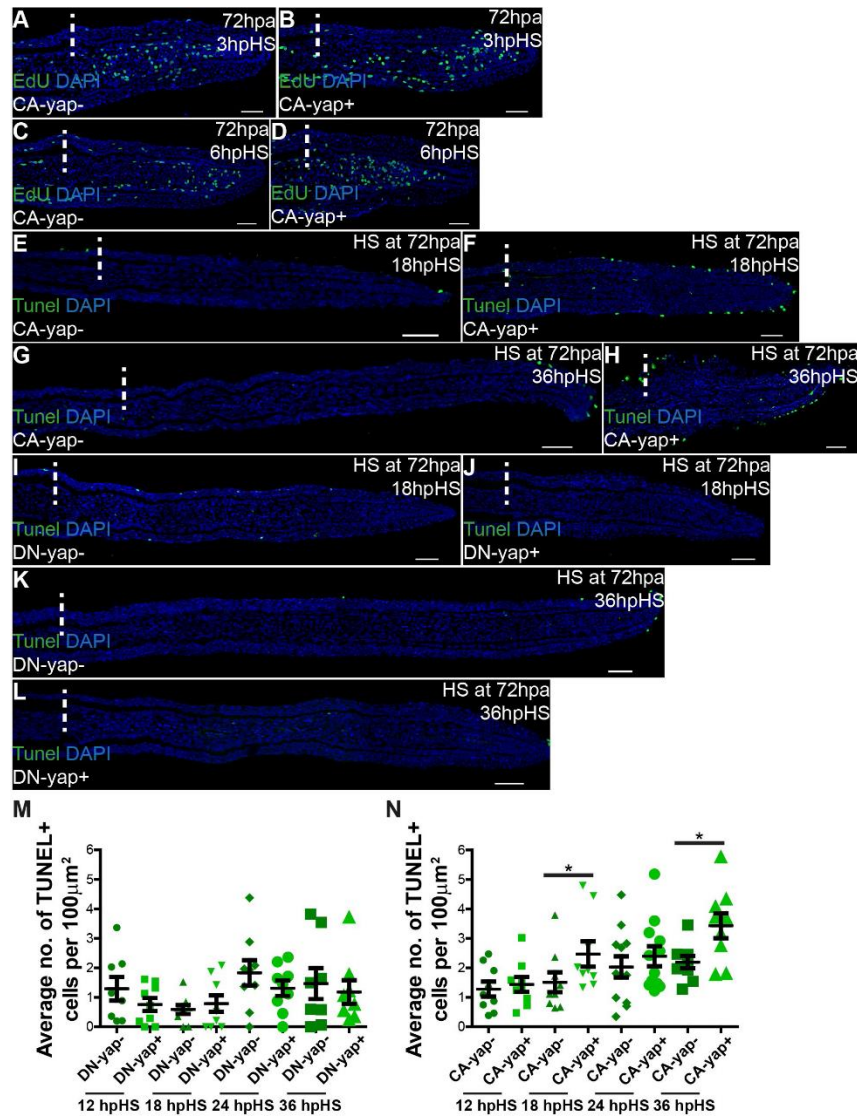 A
72hpa
3hpHS
EdU DAPI
CA-yap-
B
72hpa
3hpHS
EdU DAPI
CA-yap+
C
72hpa
6hpHS
EdU DAPI
CA-yap-
D
72hpa
6hpHS
EdU DAPI
CA-yap+
E
HS at 72hpa
18hpHS
Tunel DAPI
CA-yap-
F
HS at 72hpa
18hpHS
Tunel DAPI
CA-yap+
G
HS at 72hpa
36hpHS
Tunel DAPI
CA-yap-
H
HS at 72hpa
36hpHS
Tunel DAPI
CA-yap+
I
HS at 72hpa
18hpHS
Tunel DAPI
DN-yap-
J
HS at 72hpa
18hpHS
Tunel DAPI
DN-yap+
K
HS at 72hpa
36hpHS
Tunel DAPI
DN-yap-
L
HS at 72hpa
36hpHS
Tunel DAPI
DN-yap+
M
Average no. of TUNEL+
cells per 100µm²
6
5
4
3
2
1
0
DN-yap-
DN-yap+
DN-yap-
DN-yap+
DN-yap-
DN-yap+
DN-yap-
DN-yap+
12 hpHS 18 hpHS 24 hpHS 36 hpHS
N
Average no. of TUNEL+
cells per 100µm²
6
5
4
3
2
1
0
*
*
CA-yap-
CA-yap+
CA-yap-
CA-yap+
CA-yap-
CA-yap+
CA-yap-
CA-yap+
12 hpHS 18 hpHS 24 hpHS 36 hpHS